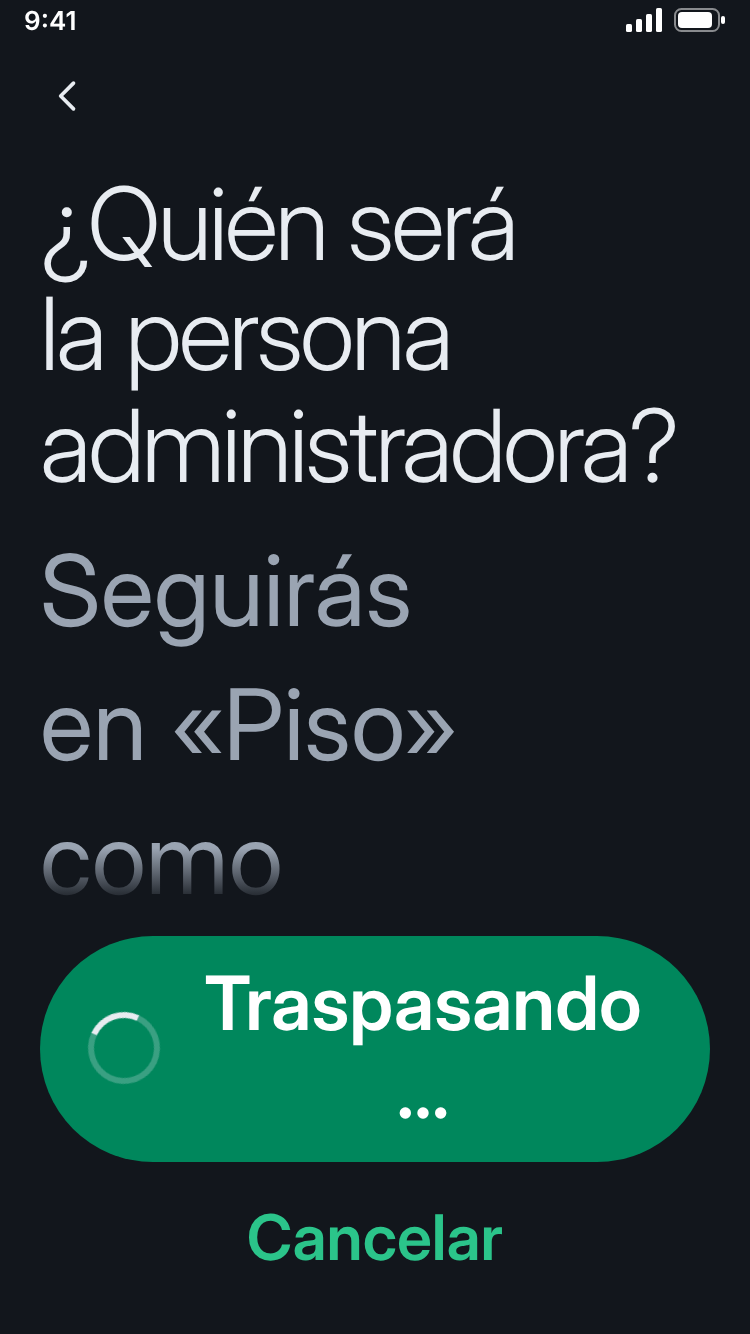 9:41
¿Quién será
la persona
administradora?
Seguirás
en «Piso»
como
Traspasando
...
Cancelar